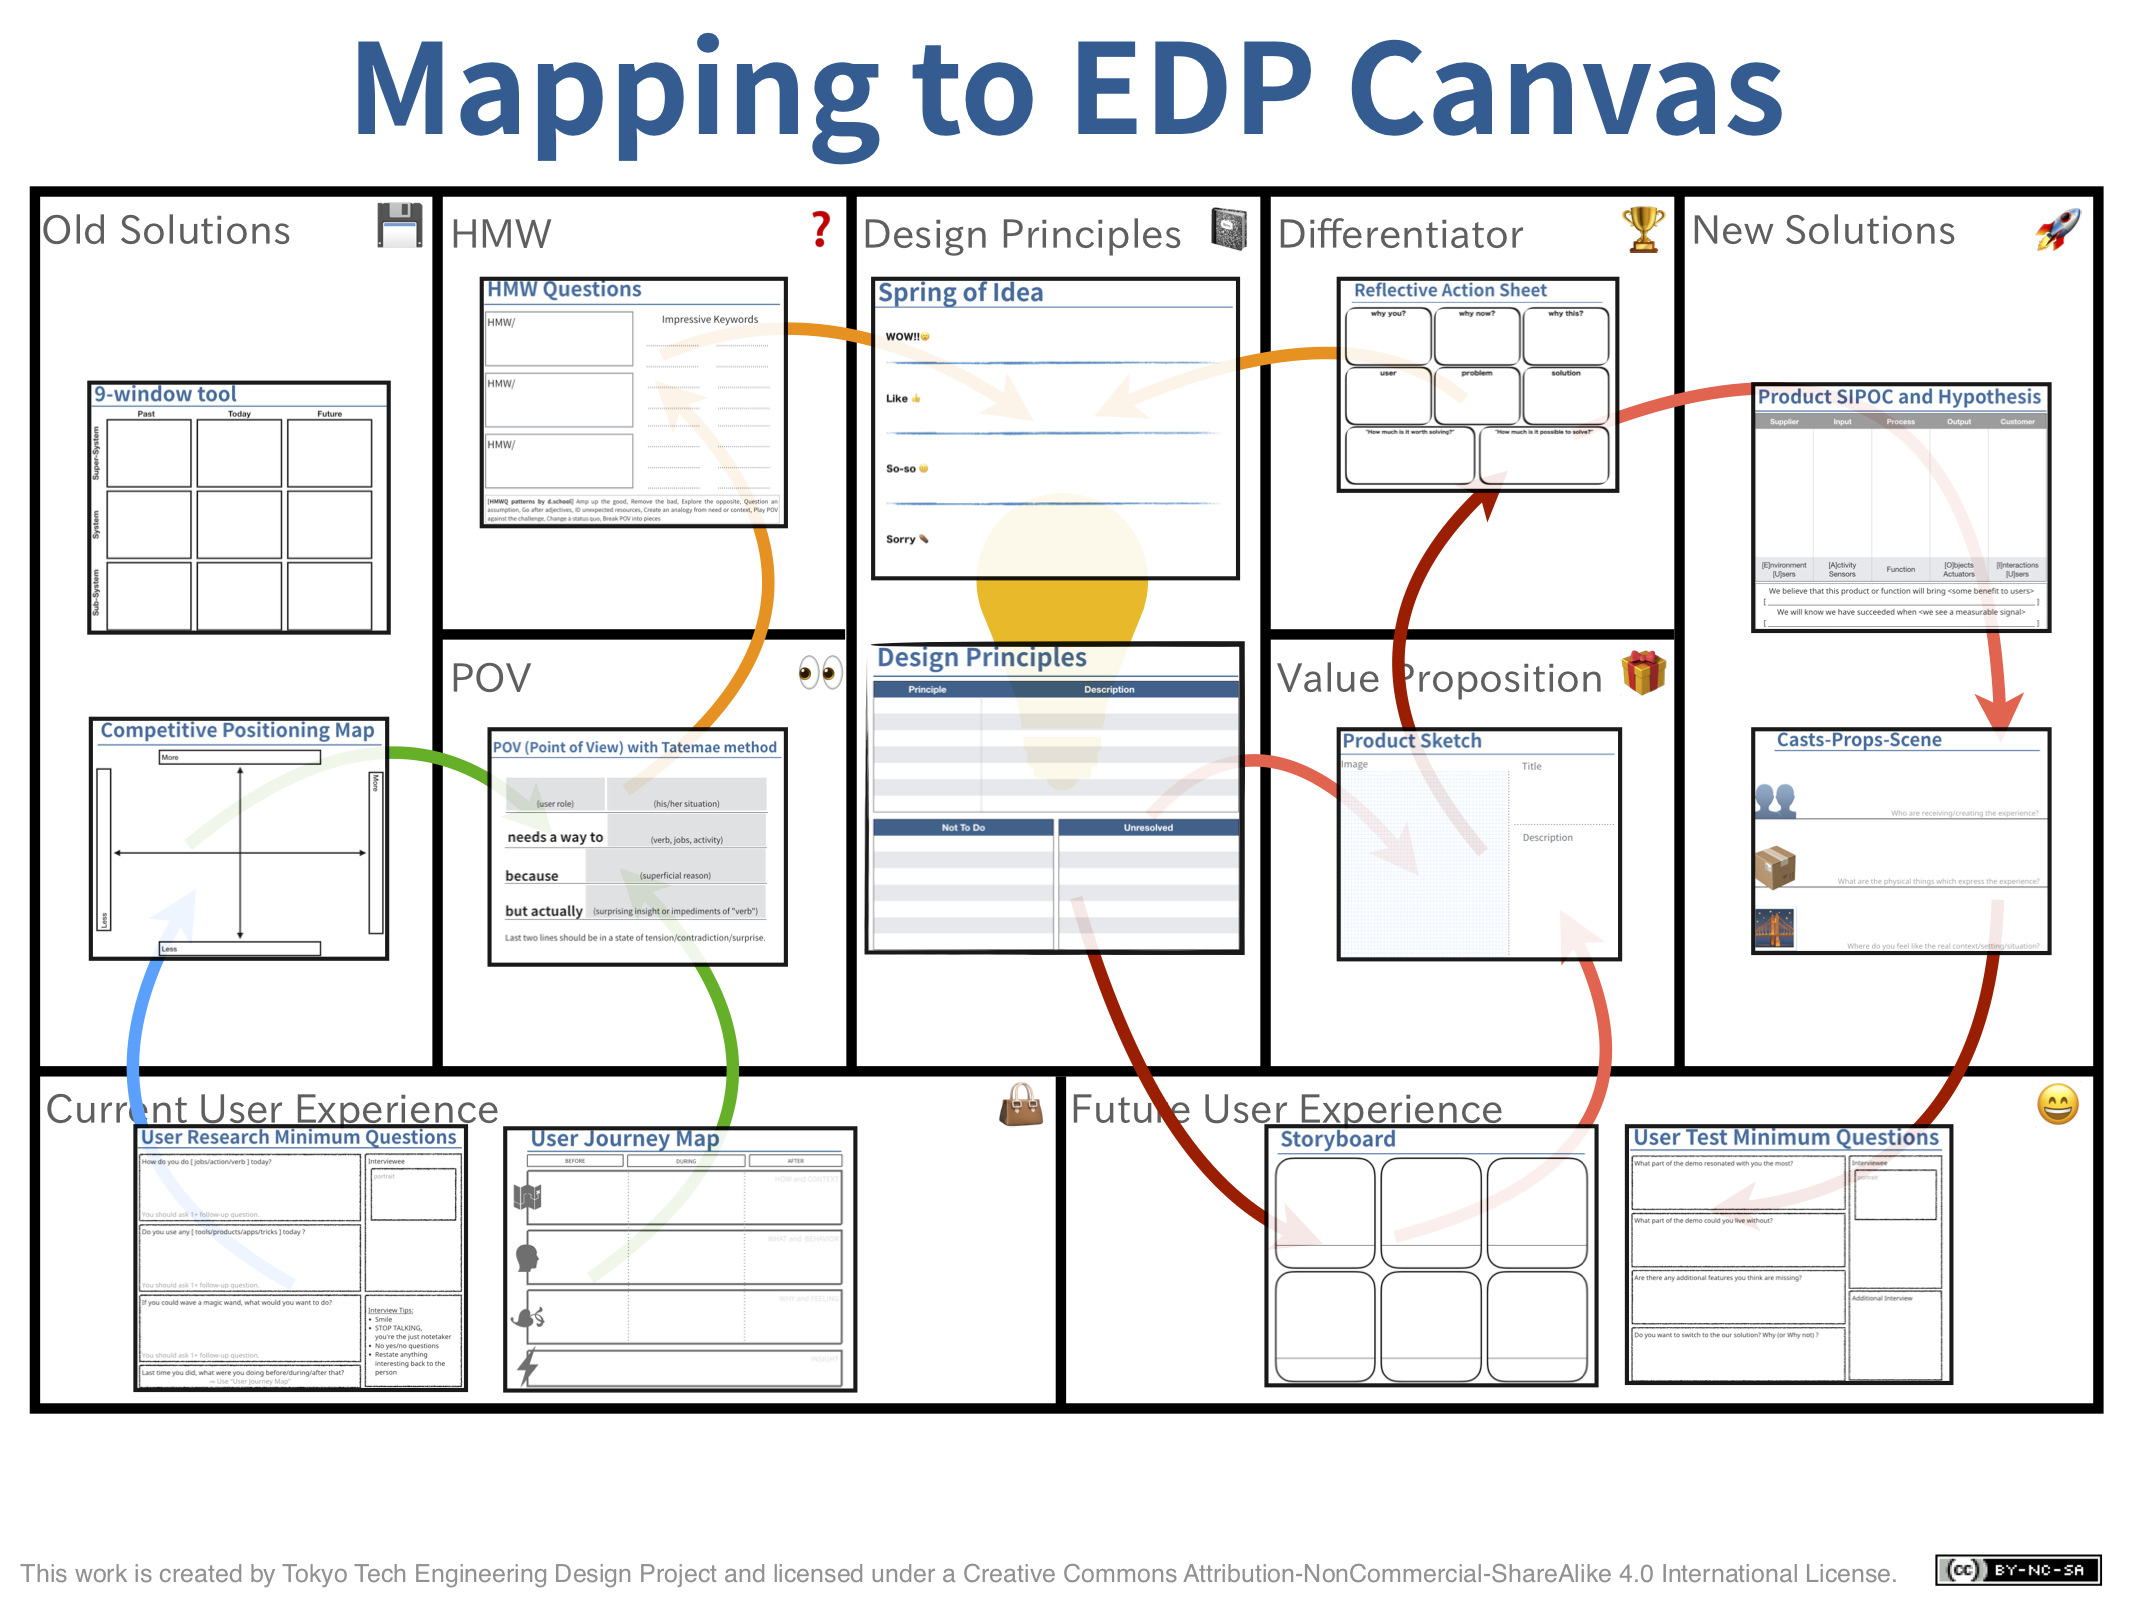 Mapping to EDP Canvas
Old Solutions
9-window tool
Past Today Future
Super-System
System
Sub-System
Competitive Positioning Map
More
More
Less
Less
HMW
?
HMW Questions
HMW/
Impressive Keywords
HMW/
HMW/
[HMWQ patterns by d.school] Amp up the good, Remove the bad, Explore the opposite, Question an
assumption, Go after adjectives, ID unexpected resources, Create an analogy from need or context, Play POV
against the challenge, Change a status quo, Break POV into pieces
POV
POV (Point of View) with Tatemae method
(user role) (his/her situation)
needs a way to (verb, jobs, activity)
because (superficial reason)
but actually (surprising insight or impediments of "verb")
Last two lines should be in a state of tension/contradiction/surprise.
Design Principles
Spring of Idea
WOW!!
Like
So-so
Sorry
Design Principles
Principle Description
Not To Do Unresolved
Differentiator
Reflective Action Sheet
why you? why now? why this?
user problem solution
"How much is it worth solving?" "How much is it possible to solve?"
Value Proposition
Product Sketch
Image Title
Description
New Solutions
Product SIPOC and Hypothesis
Supplier Input Process Output Customer
[E]nvironment [A]ctivity Function [O]bjects [I]nteractions
[U]sers Sensors Actuators [U]sers
We believe that this product or function will bring <some benefit to users>
[ ]
We will know we have succeeded when <we see a measurable signal>
[ ]
Casts-Props-Scene
Who are receiving/creating the experience?
What are the physical things which express the experience?
Where do you feel like the real context/setting/situation?
Current User Experience
User Research Minimum Questions
How do you do [ jobs/action/verb ] today?
You should ask 1+ follow-up question.
Do you use any [ tools/products/apps/tricks ] today ?
You should ask 1+ follow-up question.
If you could wave a magic wand, what would you want to do?
You should ask 1+ follow-up question.
Last time you did, what were you doing before/during/after that?
⇒ Use "User Journey Map"
Interviewee
portrait
Interview Tips:
• Smile
• STOP TALKING,
you're the just notetaker
• No yes/no questions
• Restate anything
interesting back to the
person
User Journey Map
BEFORE DURING AFTER
HOW and CONTEXT
WHAT and BEHAVIOR
WHY and FEELING
INSIGHT
Future User Experience
Storyboard
User Test Minimum Questions
What part of the demo resonated with you the most?
What part of the demo could you live without?
Are there any additional features you think are missing?
Do you want to switch to the our solution? Why (or Why not) ?
Interviewee
portrait
Additional Interview
This work is created by Tokyo Tech Engineering Design Project and licensed under a Creative Commons Attribution-NonCommercial-ShareAlike 4.0 International License.
(cc) BY-NC-SA